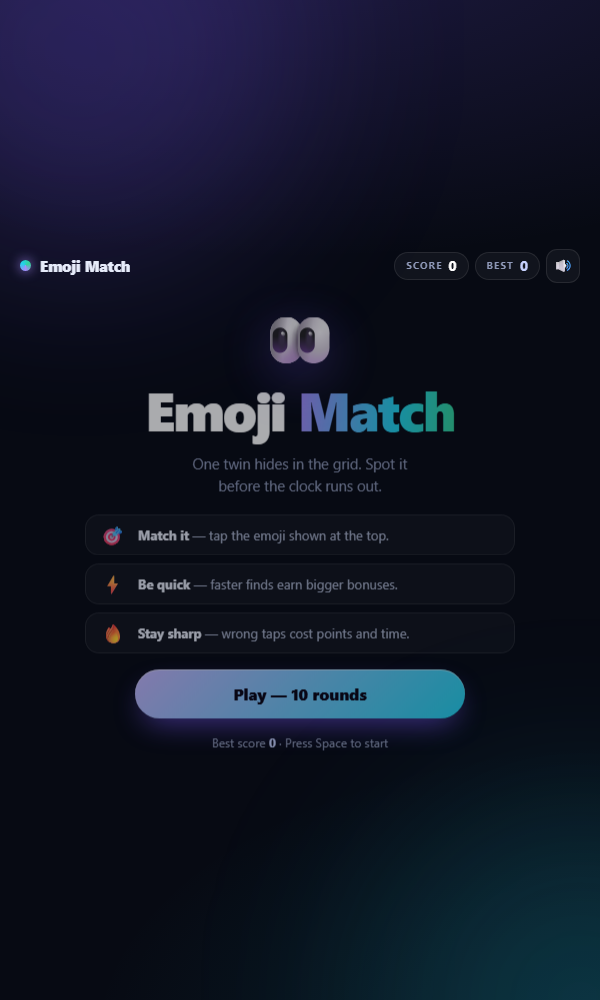 Emoji Match
SCORE 0
BEST 0
Emoji Match
One twin hides in the grid. Spot it
before the clock runs out.
Match it — tap the emoji shown at the top.
Be quick — faster finds earn bigger bonuses.
Stay sharp — wrong taps cost points and time.
Play — 10 rounds
Best score 0 · Press Space to start